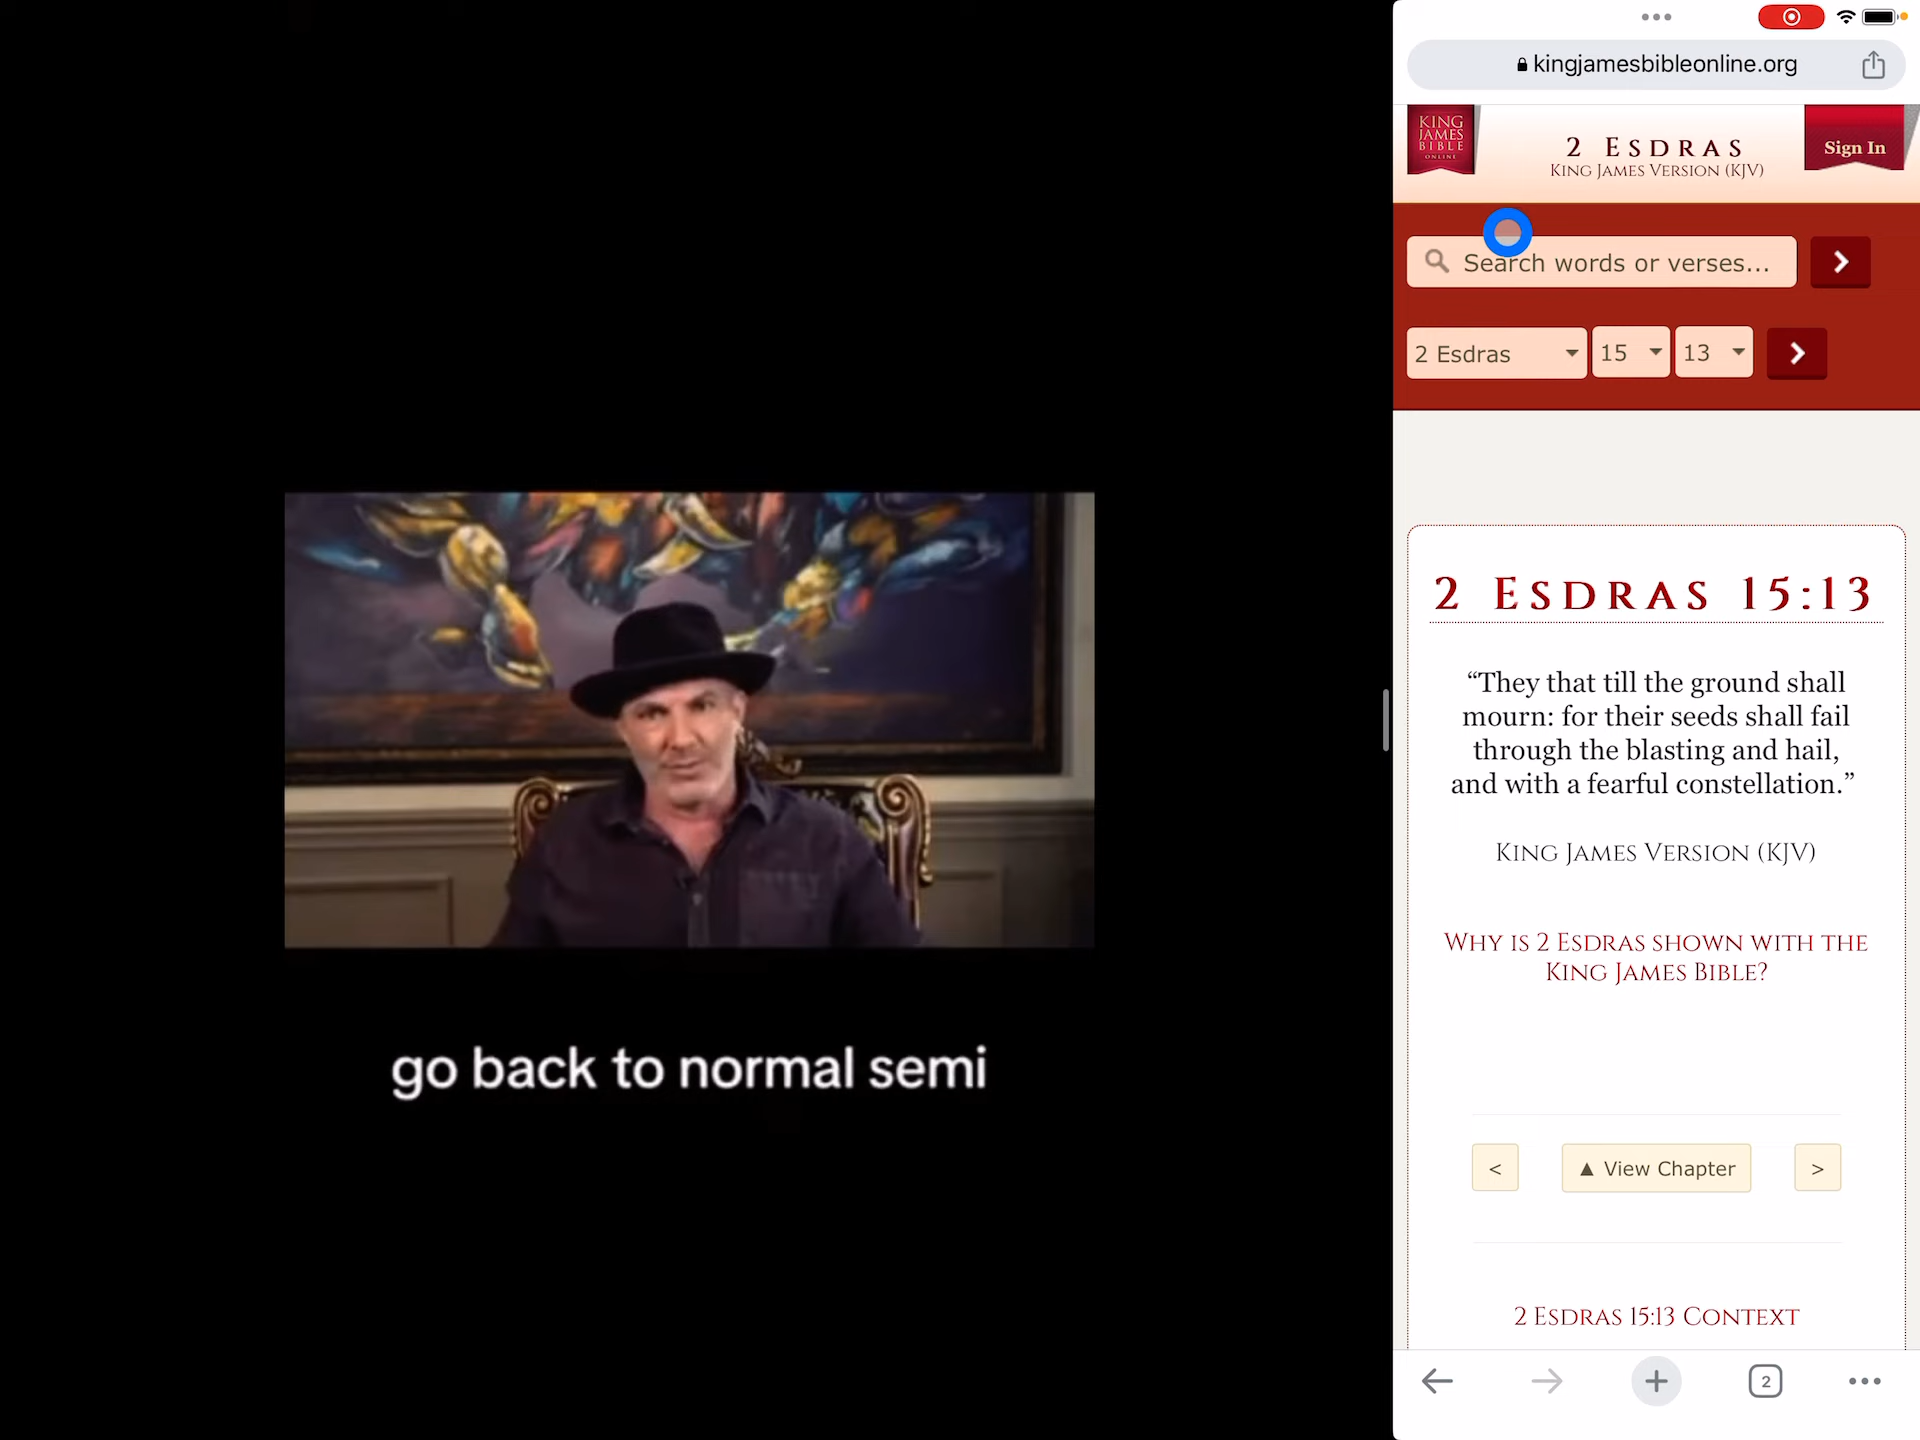 go back to normal semi
kingjamesbibleonline.org
KING
JAMES
BIBLE
ONLINE
2 ESDRAS
KING JAMES VERSION (KJV)
Sign In
Search words or verses...
2 Esdras 15 13
2 ESDRAS 15:13
“They that till the ground shall
mourn: for their seeds shall fail
through the blasting and hail,
and with a fearful constellation.”
KING JAMES VERSION (KJV)
WHY IS 2 ESDRAS SHOWN WITH THE
KING JAMES BIBLE?
< ▲ View Chapter >
2 ESDRAS 15:13 CONTEXT
2